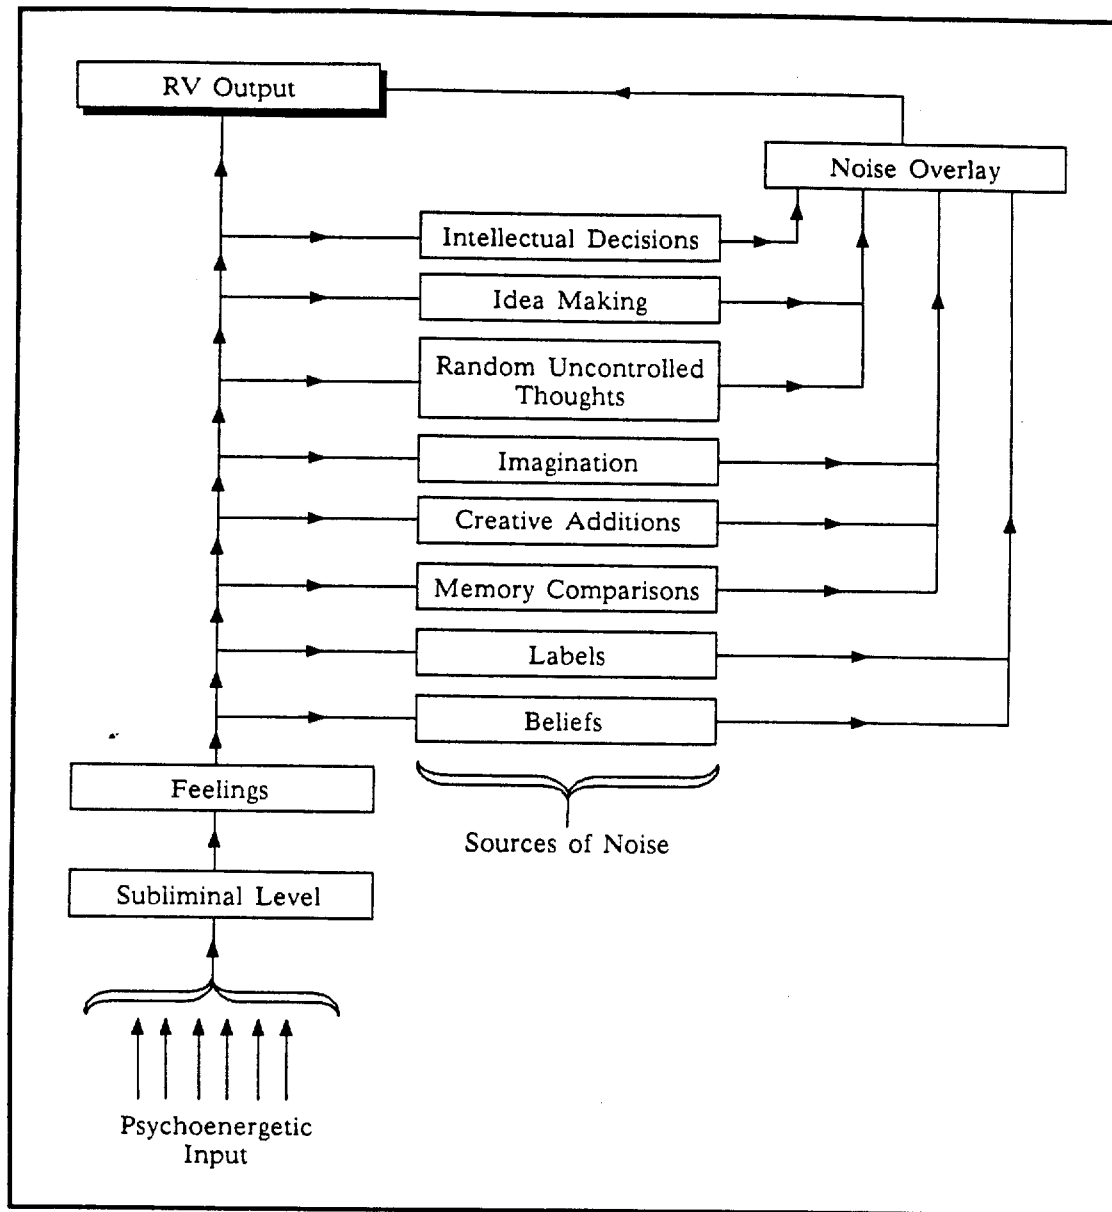 RV Output
Noise Overlay
Intellectual Decisions
Idea Making
Random Uncontrolled
Thoughts
Imagination
Creative Additions
Memory Comparisons
Labels
Beliefs
Feelings
Sources of Noise
Subliminal Level
Psychoenergetic
Input